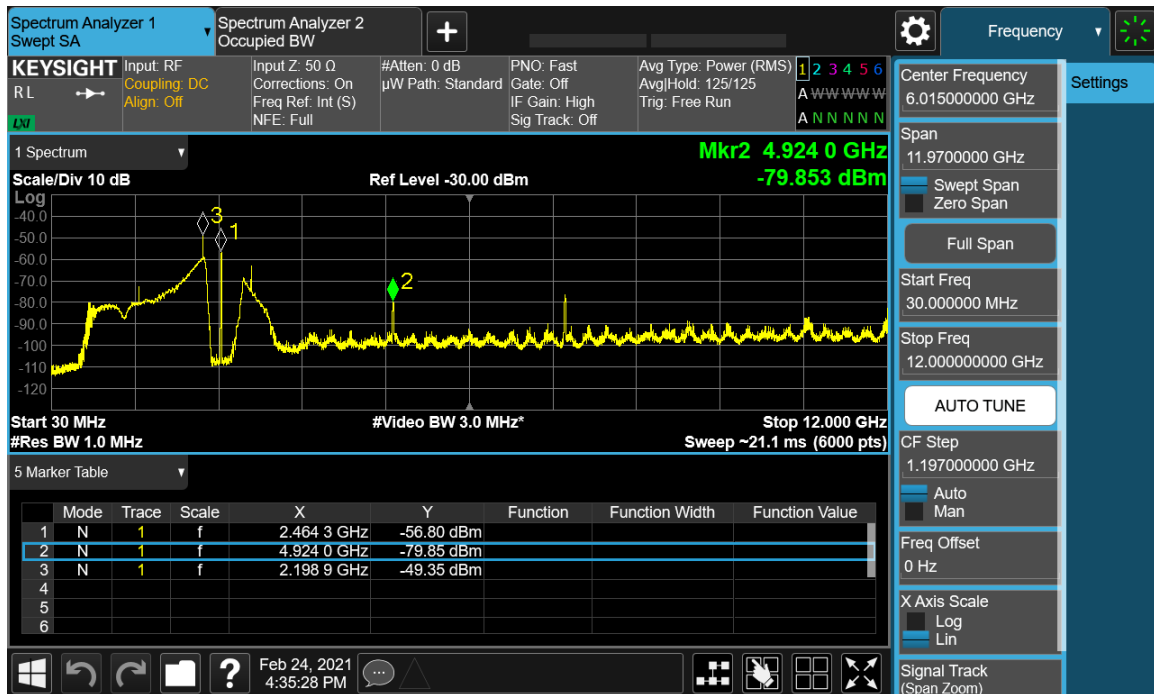 Spectrum Analyzer 1
Swept SA
Spectrum Analyzer 2
Occupied BW
Frequency
KEYSIGHT
R L
LXI
Input: RF
Coupling: DC
Align: Off
Input Z: 50 Ω
Corrections: On
Freq Ref: Int (S)
NFE: Full
#Atten: 0 dB
µW Path: Standard
PNO: Fast
Gate: Off
IF Gain: High
Sig Track: Off
Avg Type: Power (RMS)
Avg|Hold: 125/125
Trig: Free Run
1 2 3 4 5 6
A W W W W W
A N N N N N
1 Spectrum
Scale/Div 10 dB
Ref Level -30.00 dBm
Mkr2 4.924 0 GHz
-79.853 dBm
Log
-40.0
-50.0
-60.0
-70.0
-80.0
-90.0
-100
-110
-120
3
1
2
Start 30 MHz
#Video BW 3.0 MHz*
Stop 12.000 GHz
#Res BW 1.0 MHz
Sweep ~21.1 ms (6000 pts)
5 Marker Table
Mode Trace Scale X Y Function Function Width Function Value
1 N 1 f 2.464 3 GHz -56.80 dBm
2 N 1 f 4.924 0 GHz -79.85 dBm
3 N 1 f 2.198 9 GHz -49.35 dBm
4
5
6
?
Feb 24, 2021
4:35:28 PM
Settings
Center Frequency
6.015000000 GHz
Span
11.9700000 GHz
Swept Span
Zero Span
Full Span
Start Freq
30.000000 MHz
Stop Freq
12.000000000 GHz
AUTO TUNE
CF Step
1.197000000 GHz
Auto
Man
Freq Offset
0 Hz
X Axis Scale
Log
Lin
Signal Track
(Span Zoom)